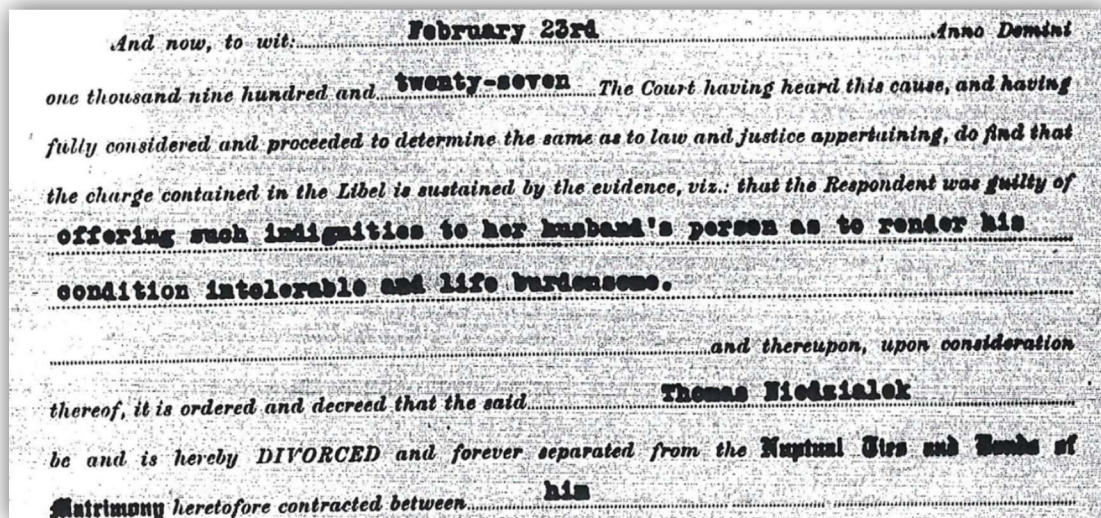 And now, to wit: February 23rd Anno Domini
one thousand nine hundred and twenty-seven The Court having heard this cause, and having
fully considered and proceeded to determine the same as to law and justice appertaining, do find that
the charge contained in the Libel is sustained by the evidence, viz.: that the Respondent was guilty of
offering such indignities to her husband's person as to render his
condition intolerable and life burdensome.
and thereupon, upon consideration
thereof, it is ordered and decreed that the said Thomas Niedzialek
be and is hereby DIVORCED and forever separated from the Nuptual Ties and Bonds of
Matrimony heretofore contracted between him